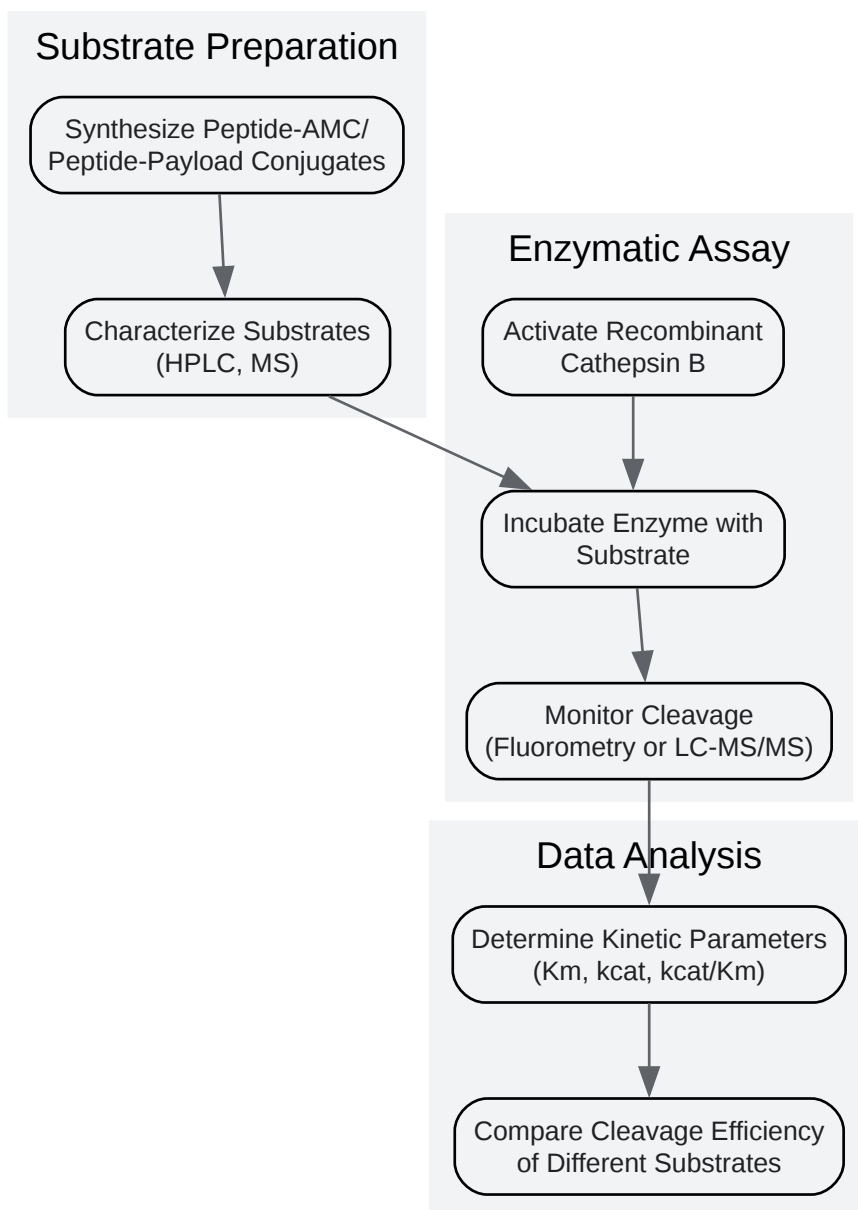 Substrate Preparation
Synthesize Peptide-AMC/
Peptide-Payload Conjugates
Characterize Substrates
(HPLC, MS)
Enzymatic Assay
Activate Recombinant
Cathepsin B
Incubate Enzyme with
Substrate
Monitor Cleavage
(Fluorometry or LC-MS/MS)
Data Analysis
Determine Kinetic Parameters
(Km, kcat, kcat/Km)
Compare Cleavage Efficiency
of Different Substrates